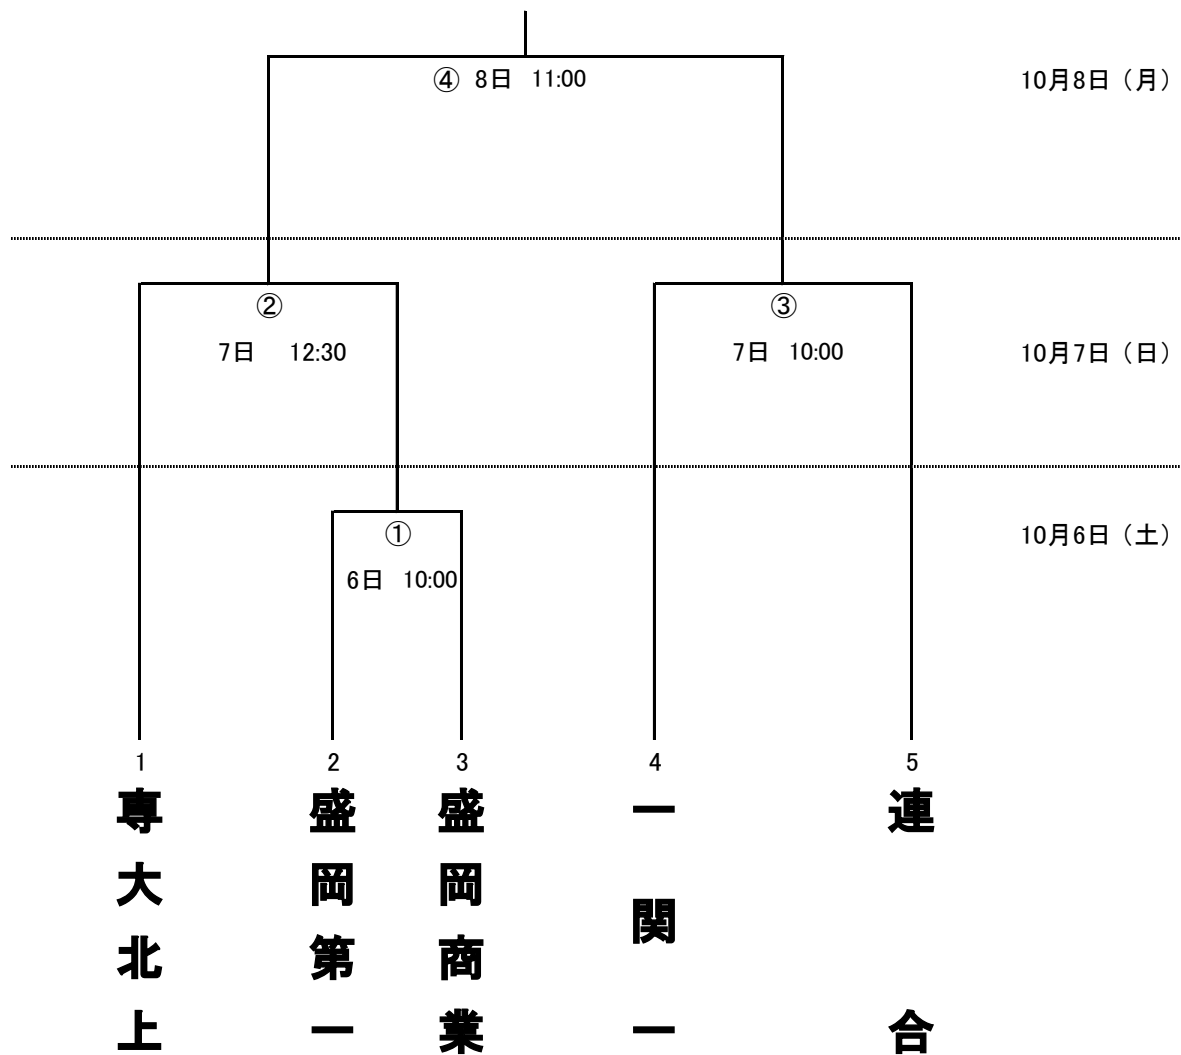 ④ 8日 11:00
10月8日（月）
②
③
7日 12:30
7日 10:00
10月7日（日）
①
10月6日（土）
6日 10:00
1
2
3
4
5
専大北上
盛岡第一
盛岡商業
一関一
連合